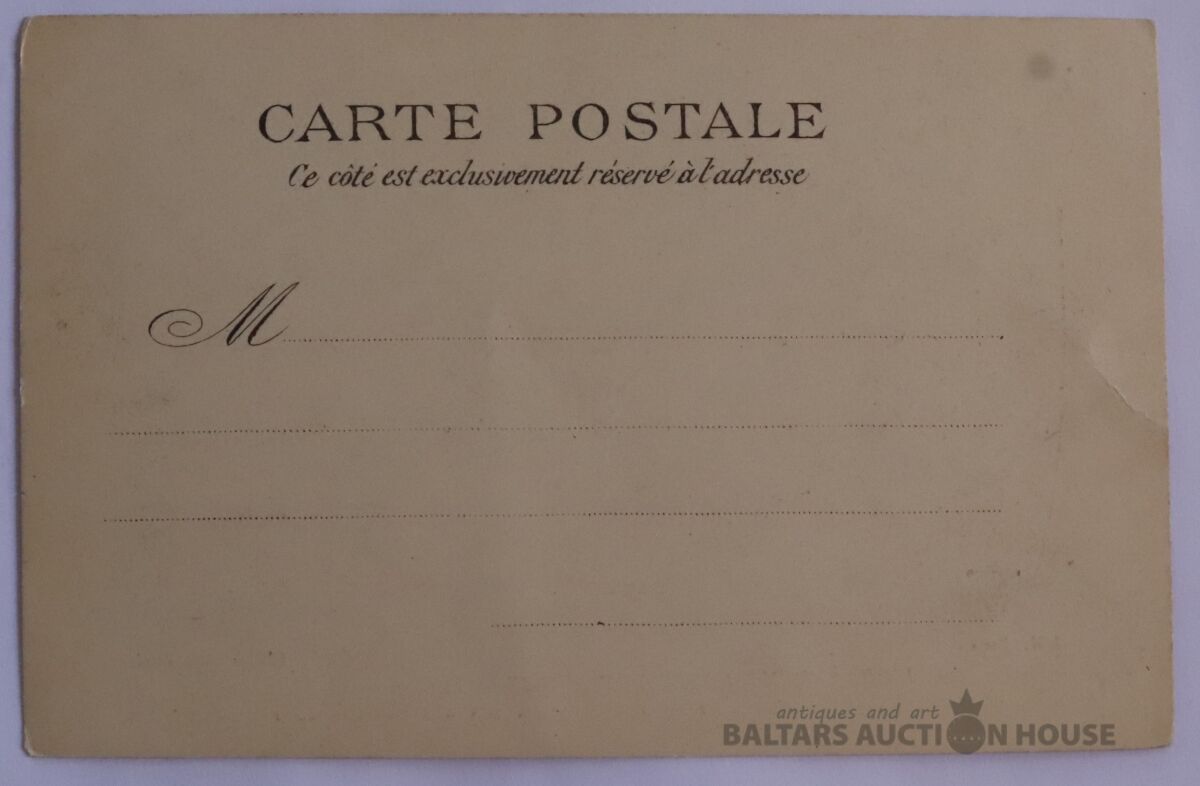 CARTE POSTALE
Ce côté est exclusivement réservé à l'adresse
M
antiques and art
BALTARS AUCTION HOUSE